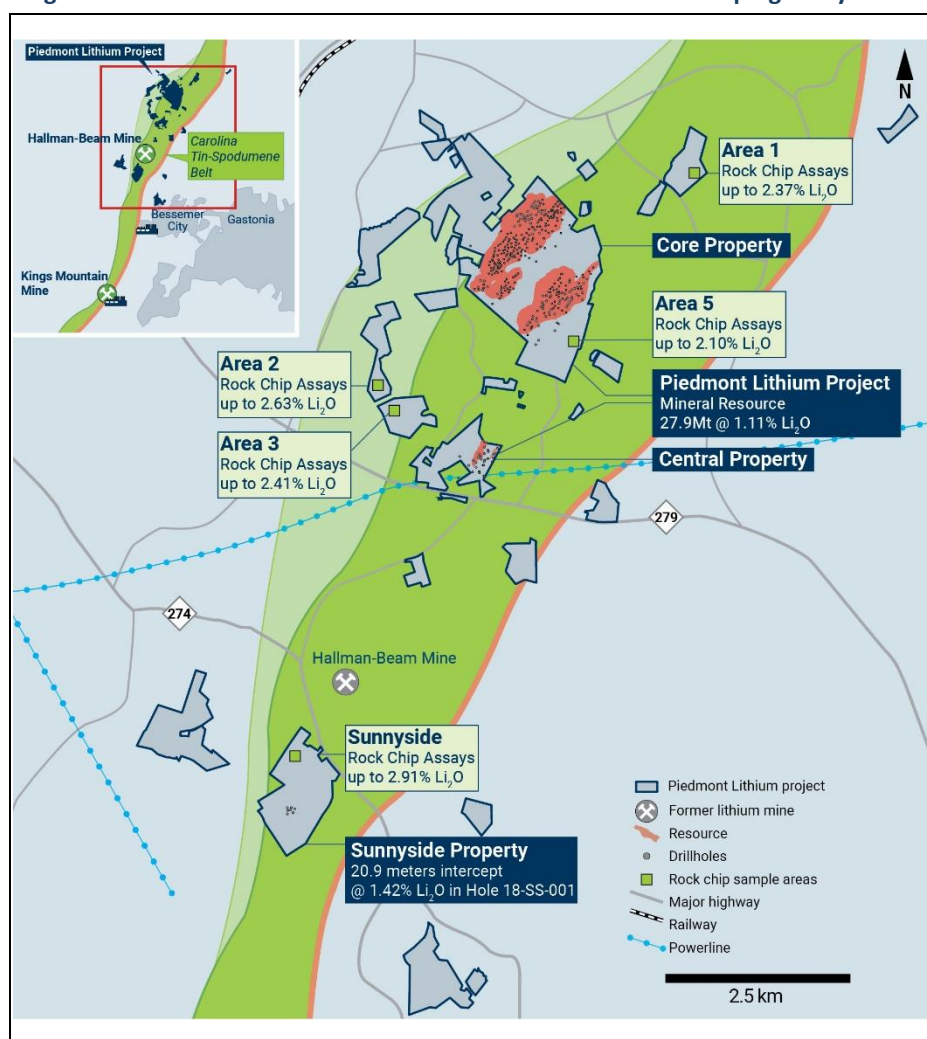 Piedmont Lithium Project
Hallman-Beam Mine
Carolina
Tin-Spodumene
Belt
Bessemer
City
Gastonia
Kings Mountain
Mine
N
Area 1
Rock Chip Assays
up to 2.37% Li₂O
Core Property
Area 5
Rock Chip Assays
up to 2.10% Li₂O
Area 2
Rock Chip Assays
up to 2.63% Li₂O
Piedmont Lithium Project
Mineral Resource
27.9Mt @ 1.11% Li₂O
Area 3
Rock Chip Assays
up to 2.41% Li₂O
Central Property
279
274
Hallman-Beam Mine
Sunnyside
Rock Chip Assays
up to 2.91% Li₂O
Sunnyside Property
20.9 meters intercept
@ 1.42% Li₂O in Hole 18-SS-001
Piedmont Lithium project
Former lithium mine
Resource
Drillholes
Rock chip sample areas
Major highway
Railway
Powerline
2.5 km